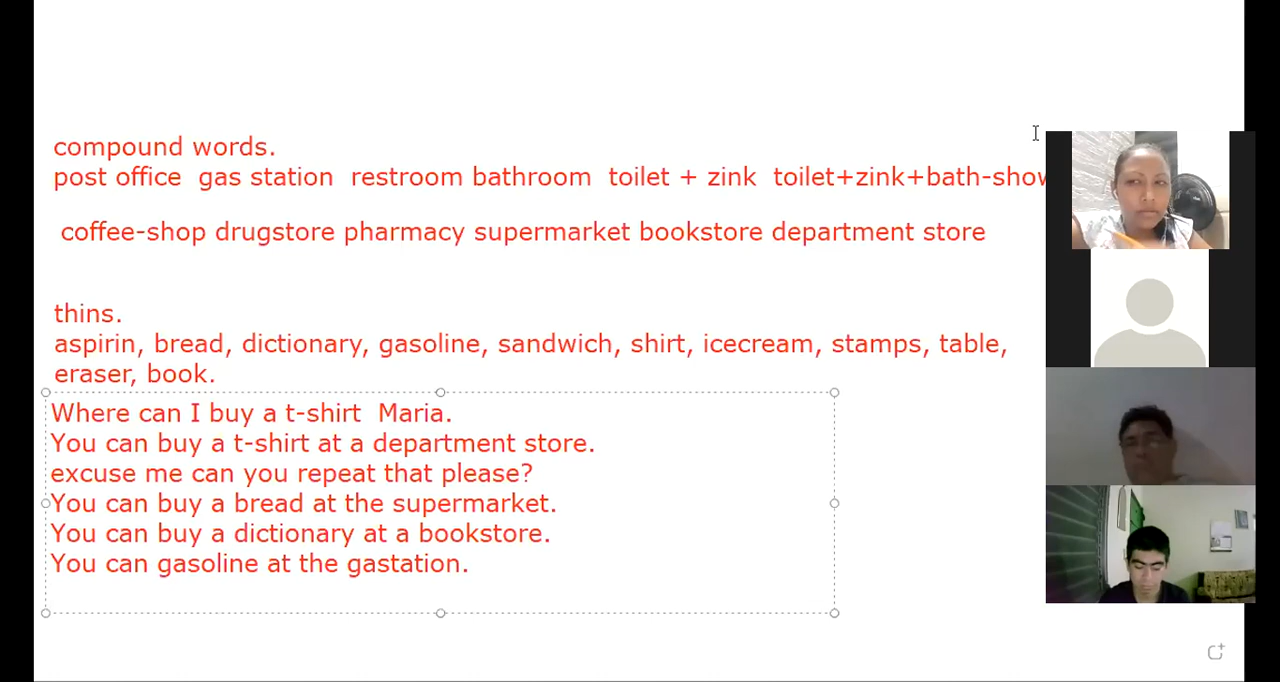 compound words.
post office gas station restroom bathroom toilet + zink toilet+zink+bath-show
coffee-shop drugstore pharmacy supermarket bookstore department store
thins.
aspirin, bread, dictionary, gasoline, sandwich, shirt, icecream, stamps, table,
eraser, book.
Where can I buy a t-shirt Maria.
You can buy a t-shirt at a department store.
excuse me can you repeat that please?
You can buy a bread at the supermarket.
You can buy a dictionary at a bookstore.
You can gasoline at the gastation.